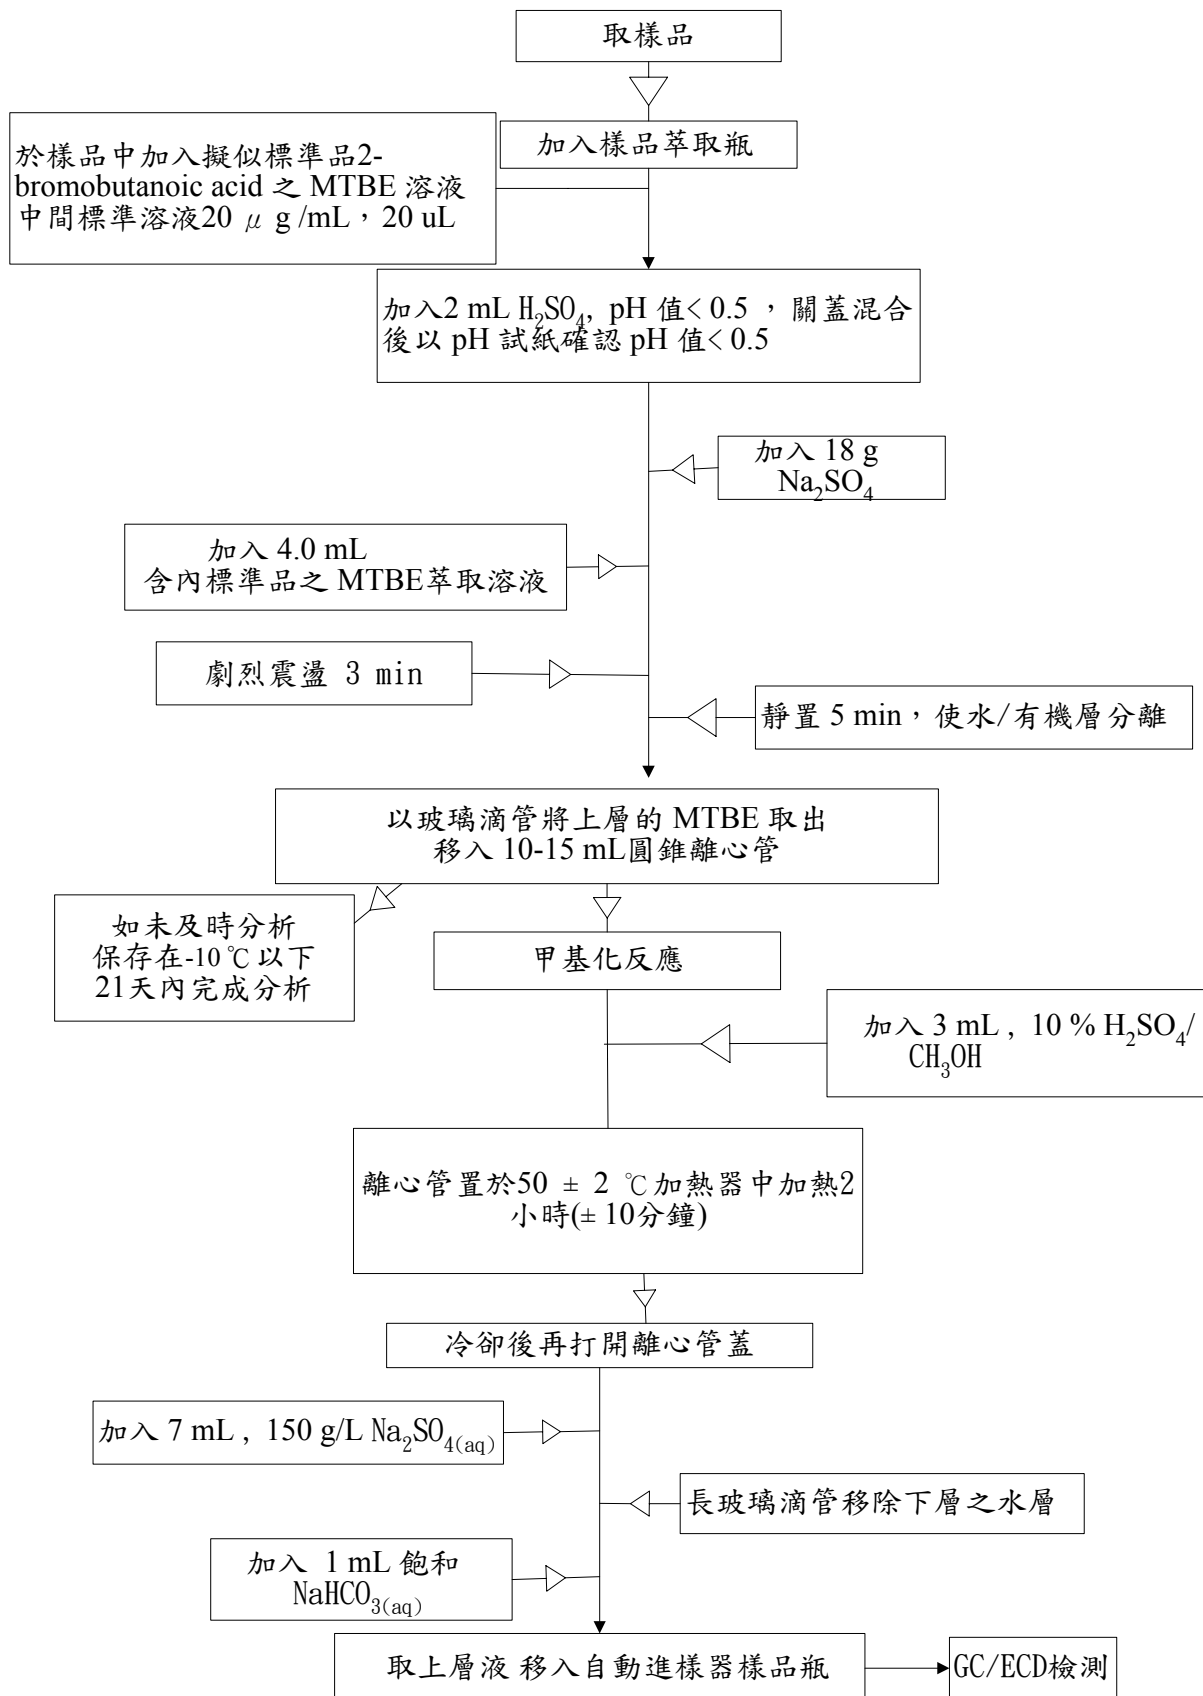 取樣品
加入樣品萃取瓶
於樣品中加入擬似標準品2-
bromobutanoic acid 之 MTBE 溶液
中間標準溶液20 μ g /mL，20 uL
加入2 mL H₂SO₄, pH 值< 0.5 ，關蓋混合
後以 pH 試紙確認 pH 值< 0.5
加入 18 g
Na₂SO₄
加入 4.0 mL
含內標準品之 MTBE萃取溶液
劇烈震盪 3 min
靜置 5 min，使水/有機層分離
以玻璃滴管將上層的 MTBE 取出
移入 10-15 mL圓錐離心管
如未及時分析
保存在-10℃以下
21天內完成分析
甲基化反應
加入 3 mL , 10 % H₂SO₄/
CH₃OH
離心管置於50 ± 2 ℃加熱器中加熱2
小時(± 10分鐘)
冷卻後再打開離心管蓋
加入 7 mL , 150 g/L Na₂SO₄₍aq₎
長玻璃滴管移除下層之水層
加入 1 mL 飽和
NaHCO₃₍aq₎
取上層液 移入自動進樣器樣品瓶
GC/ECD檢測